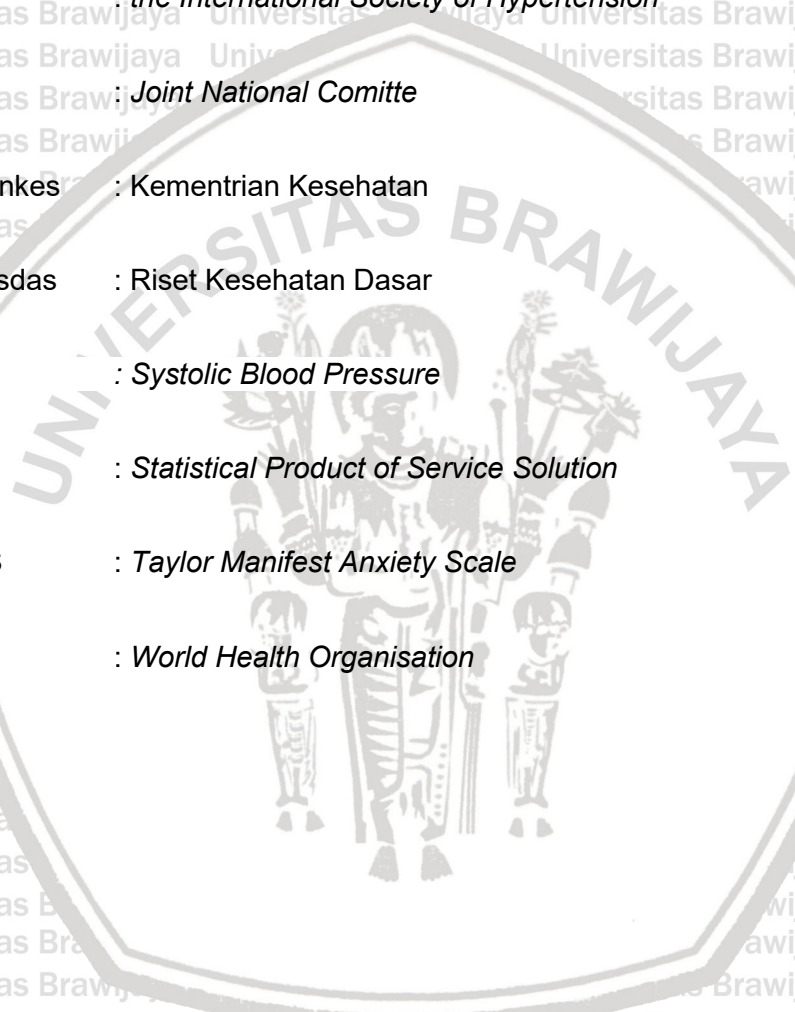 : the International Society of Hypertension
: Joint National Comitte
nkes : Kementrian Kesehatan
sdas : Riset Kesehatan Dasar
: Systolic Blood Pressure
: Statistical Product of Service Solution
S : Taylor Manifest Anxiety Scale
: World Health Organisation
UNIVERSITAS BRAWIJAYA